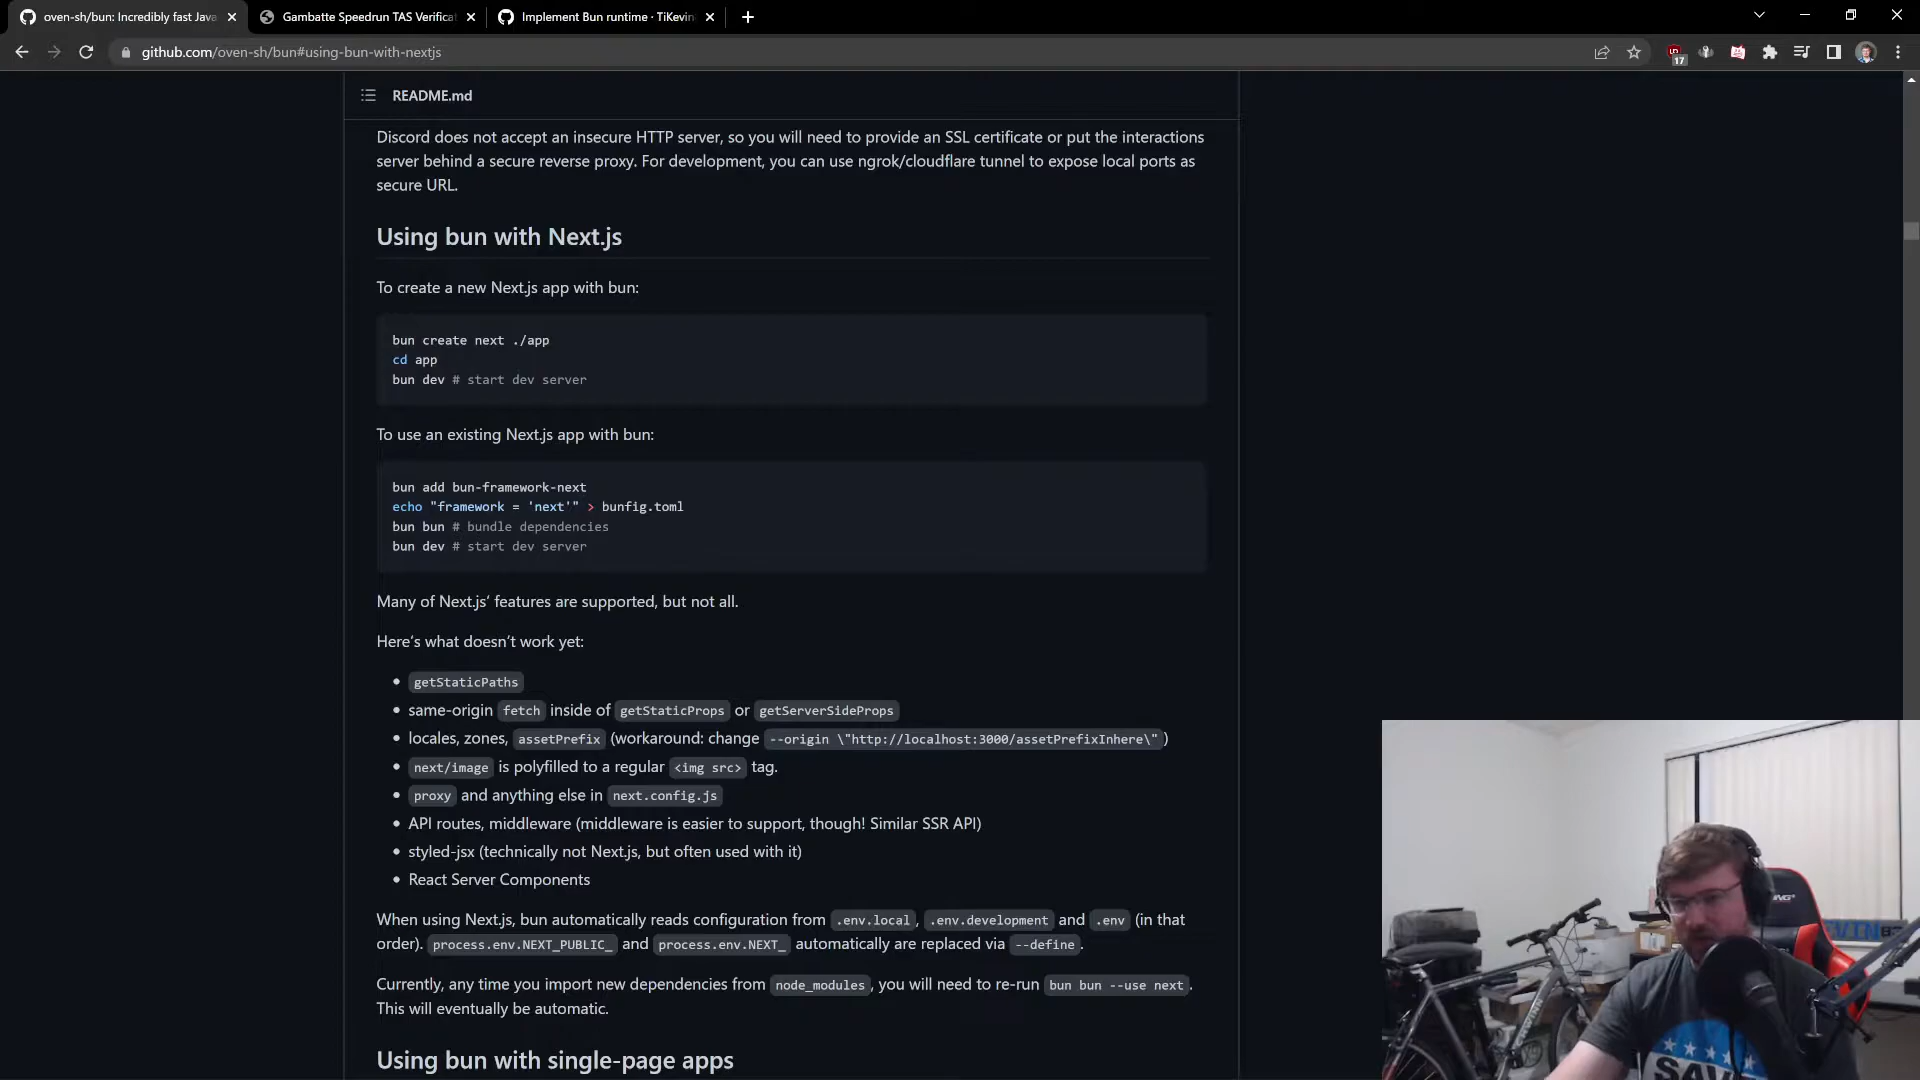 oven-sh/bun: Incredibly fast Java
Gambatte Speedrun TAS Verificat
Implement Bun runtime · TiKevin
github.com/oven-sh/bun#using-bun-with-nextjs
17
README.md
Discord does not accept an insecure HTTP server, so you will need to provide an SSL certificate or put the interactions
server behind a secure reverse proxy. For development, you can use ngrok/cloudflare tunnel to expose local ports as
secure URL.
Using bun with Next.js
To create a new Next.js app with bun:
bun create next ./app
cd app
bun dev # start dev server
To use an existing Next.js app with bun:
bun add bun-framework-next
echo "framework = 'next'" > bunfig.toml
bun bun # bundle dependencies
bun dev # start dev server
Many of Next.js' features are supported, but not all.
Here's what doesn't work yet:
• getStaticPaths
• same-origin fetch inside of getStaticProps or getServerSideProps
• locales, zones, assetPrefix (workaround: change --origin \"http://localhost:3000/assetPrefixInhere\" )
• next/image is polyfilled to a regular <img src> tag.
• proxy and anything else in next.config.js
• API routes, middleware (middleware is easier to support, though! Similar SSR API)
• styled-jsx (technically not Next.js, but often used with it)
• React Server Components
When using Next.js, bun automatically reads configuration from .env.local , .env.development and .env (in that
order). process.env.NEXT_PUBLIC_ and process.env.NEXT_ automatically are replaced via --define .
Currently, any time you import new dependencies from node_modules , you will need to re-run bun bun --use next .
This will eventually be automatic.
Using bun with single-page apps